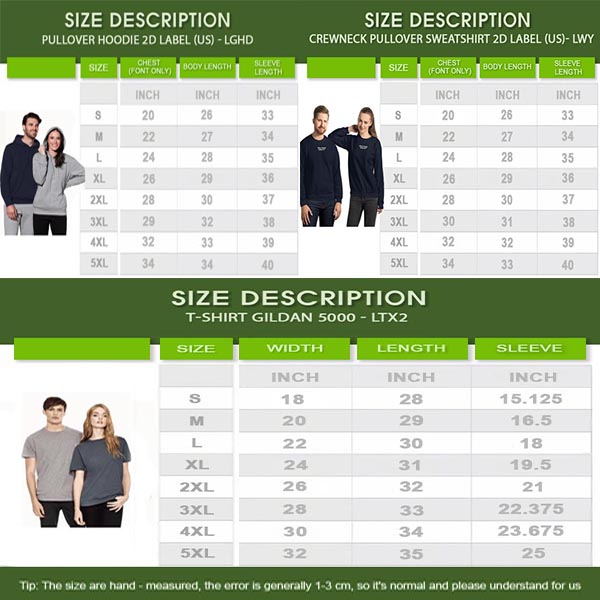 SIZE DESCRIPTION
PULLOVER HOODIE 2D LABEL (US) - LGHD
SIZE CHEST (FONT ONLY) BODY LENGTH SLEEVE LENGTH
INCH INCH INCH
S 20 26 33
M 22 27 34
L 24 28 35
XL 26 29 36
2XL 28 30 37
3XL 29 32 38
4XL 32 33 39
5XL 34 34 40
SIZE DESCRIPTION
CREWNECK PULLOVER SWEATSHIRT 2D LABEL (US)- LWY
SIZE CHEST (FONT ONLY) BODY LENGTH SLEEVE LENGTH
INCH INCH INCH
S 20 26 33
M 22 27 34
L 24 28 35
XL 26 29 36
2XL 28 30 37
3XL 30 31 38
4XL 32 32 39
5XL 34 33 40
SIZE DESCRIPTION
T-SHIRT GILDAN 5000 - LTX2
SIZE WIDTH LENGTH SLEEVE
INCH INCH INCH
S 18 28 15.125
M 20 29 16.5
L 22 30 18
XL 24 31 19.5
2XL 26 32 21
3XL 28 33 22.375
4XL 30 34 23.675
5XL 32 35 25
Tip: The size are hand - measured, the error is generally 1-3 cm, so it's normal and please understand for us